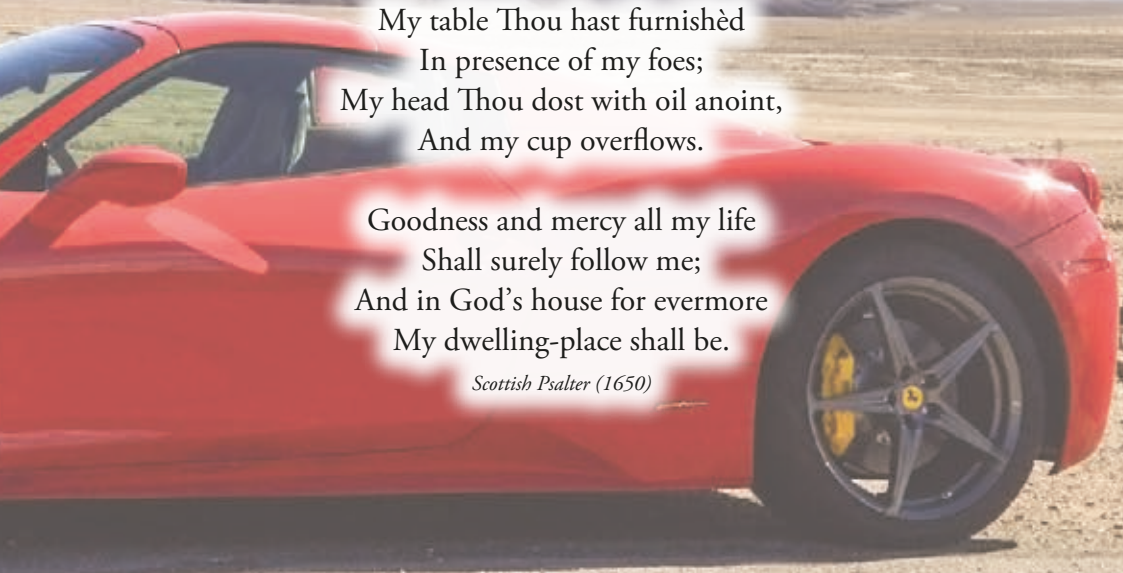 My table Thou hast furnishèd
In presence of my foes;
My head Thou dost with oil anoint,
And my cup overflows.
Goodness and mercy all my life
Shall surely follow me;
And in God’s house for evermore
My dwelling-place shall be.
Scottish Psalter (1650)